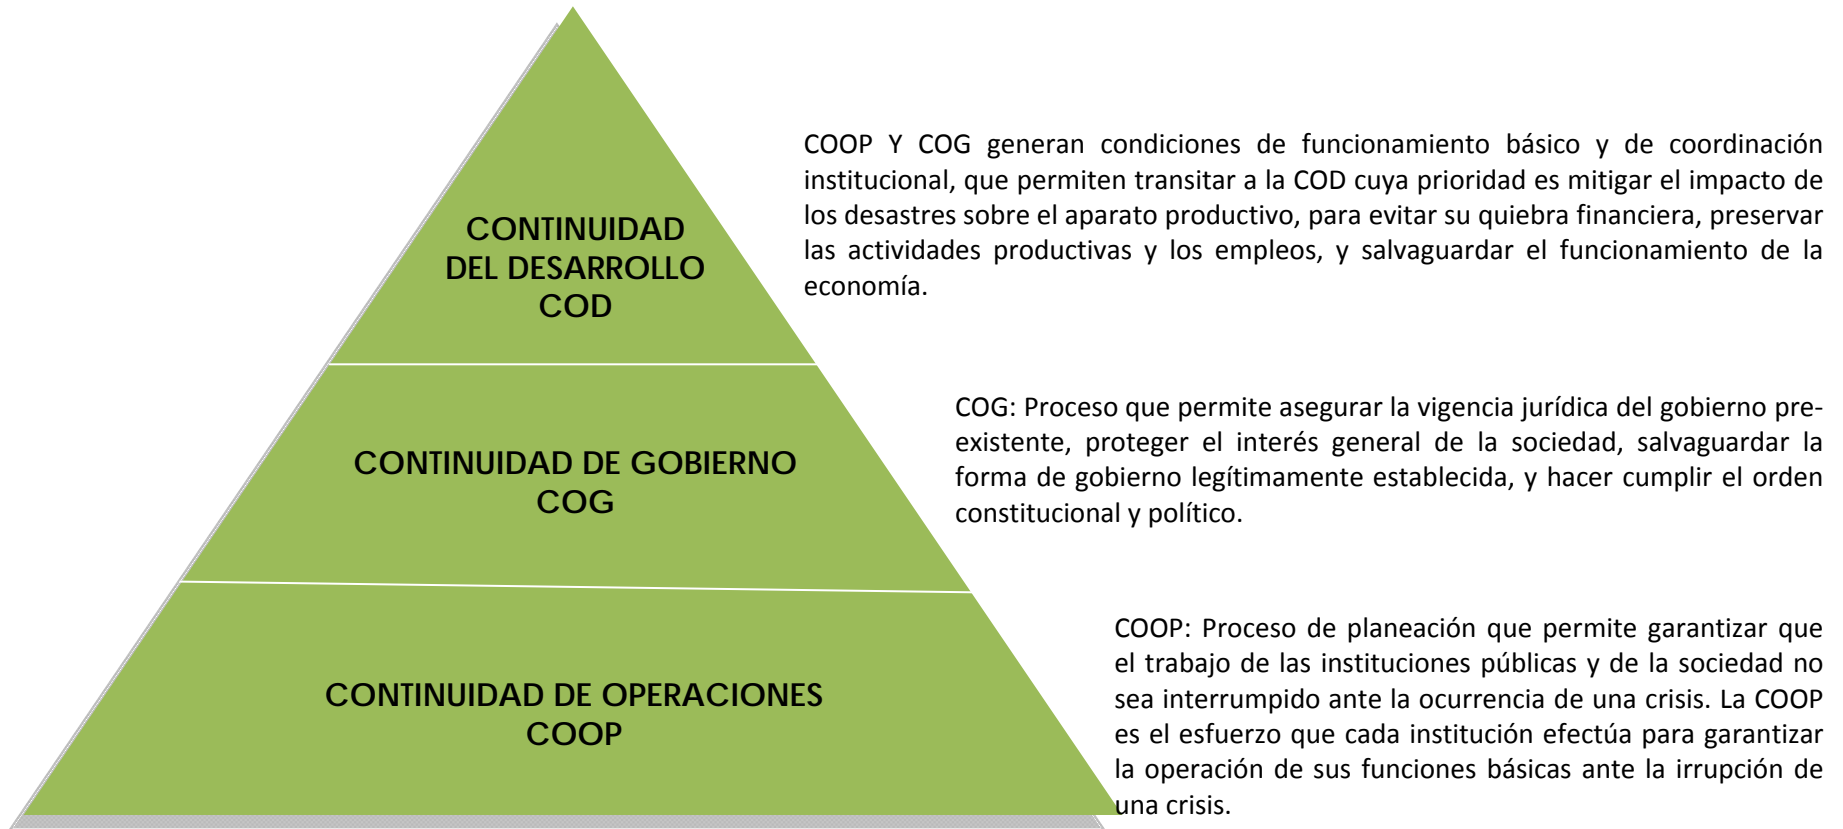 CONTINUIDAD
DEL DESARROLLO
COD
COOP Y COG generan condiciones de funcionamiento básico y de coordinación
institucional, que permiten transitar a la COD cuya prioridad es mitigar el impacto de
los desastres sobre el aparato productivo, para evitar su quiebra financiera, preservar
las actividades productivas y los empleos, y salvaguardar el funcionamiento de la
economía.
CONTINUIDAD DE GOBIERNO
COG
COG: Proceso que permite asegurar la vigencia jurídica del gobierno pre-
existente, proteger el interés general de la sociedad, salvaguardar la
forma de gobierno legítimamente establecida, y hacer cumplir el orden
constitucional y político.
CONTINUIDAD DE OPERACIONES
COOP
COOP: Proceso de planeación que permite garantizar que
el trabajo de las instituciones públicas y de la sociedad no
sea interrumpido ante la ocurrencia de una crisis. La COOP
es el esfuerzo que cada institución efectúa para garantizar
la operación de sus funciones básicas ante la irrupción de
una crisis.